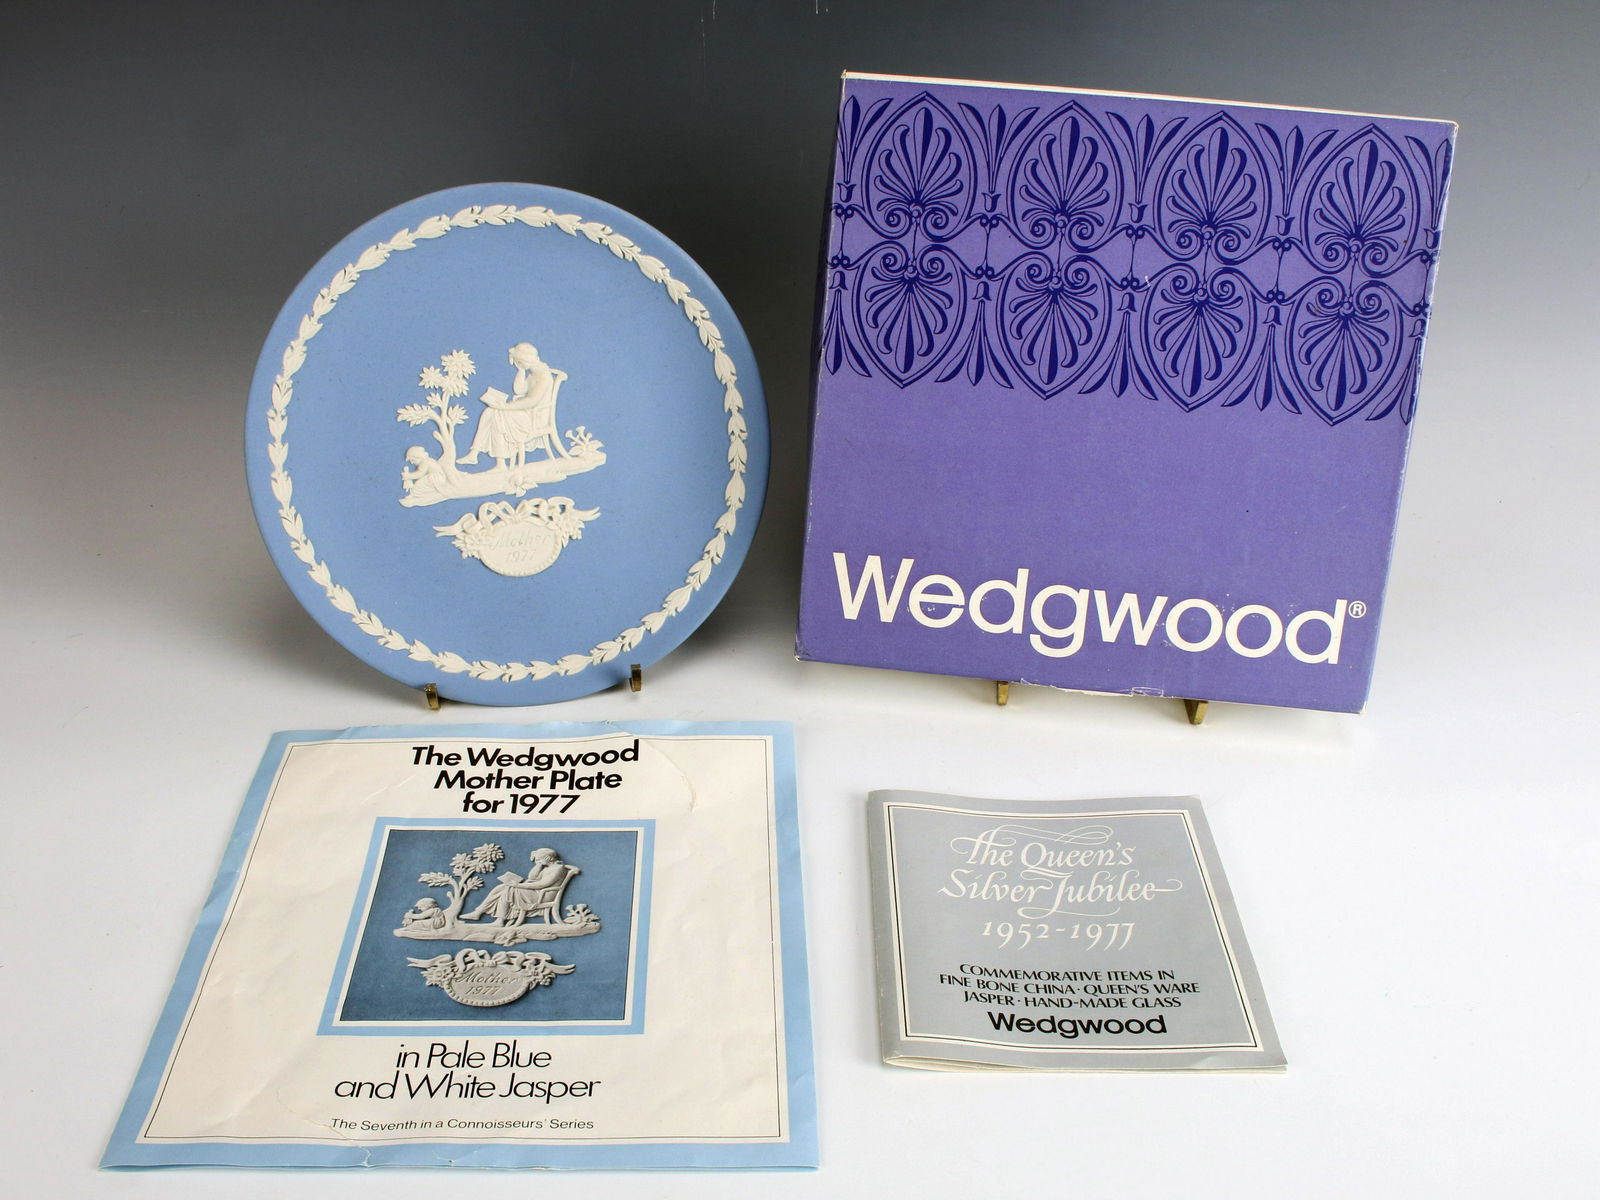 Mother
1977
Wedgwood®
The Wedgwood
Mother Plate
for 1977
Mother
1977
in Pale Blue
and White Jasper
The Seventh in a Connoisseurs' Series
The Queen's
Silver Jubilee
1952-1977
COMMEMORATIVE ITEMS IN
FINE BONE CHINA · QUEEN'S WARE
JASPER · HAND-MADE GLASS
Wedgwood